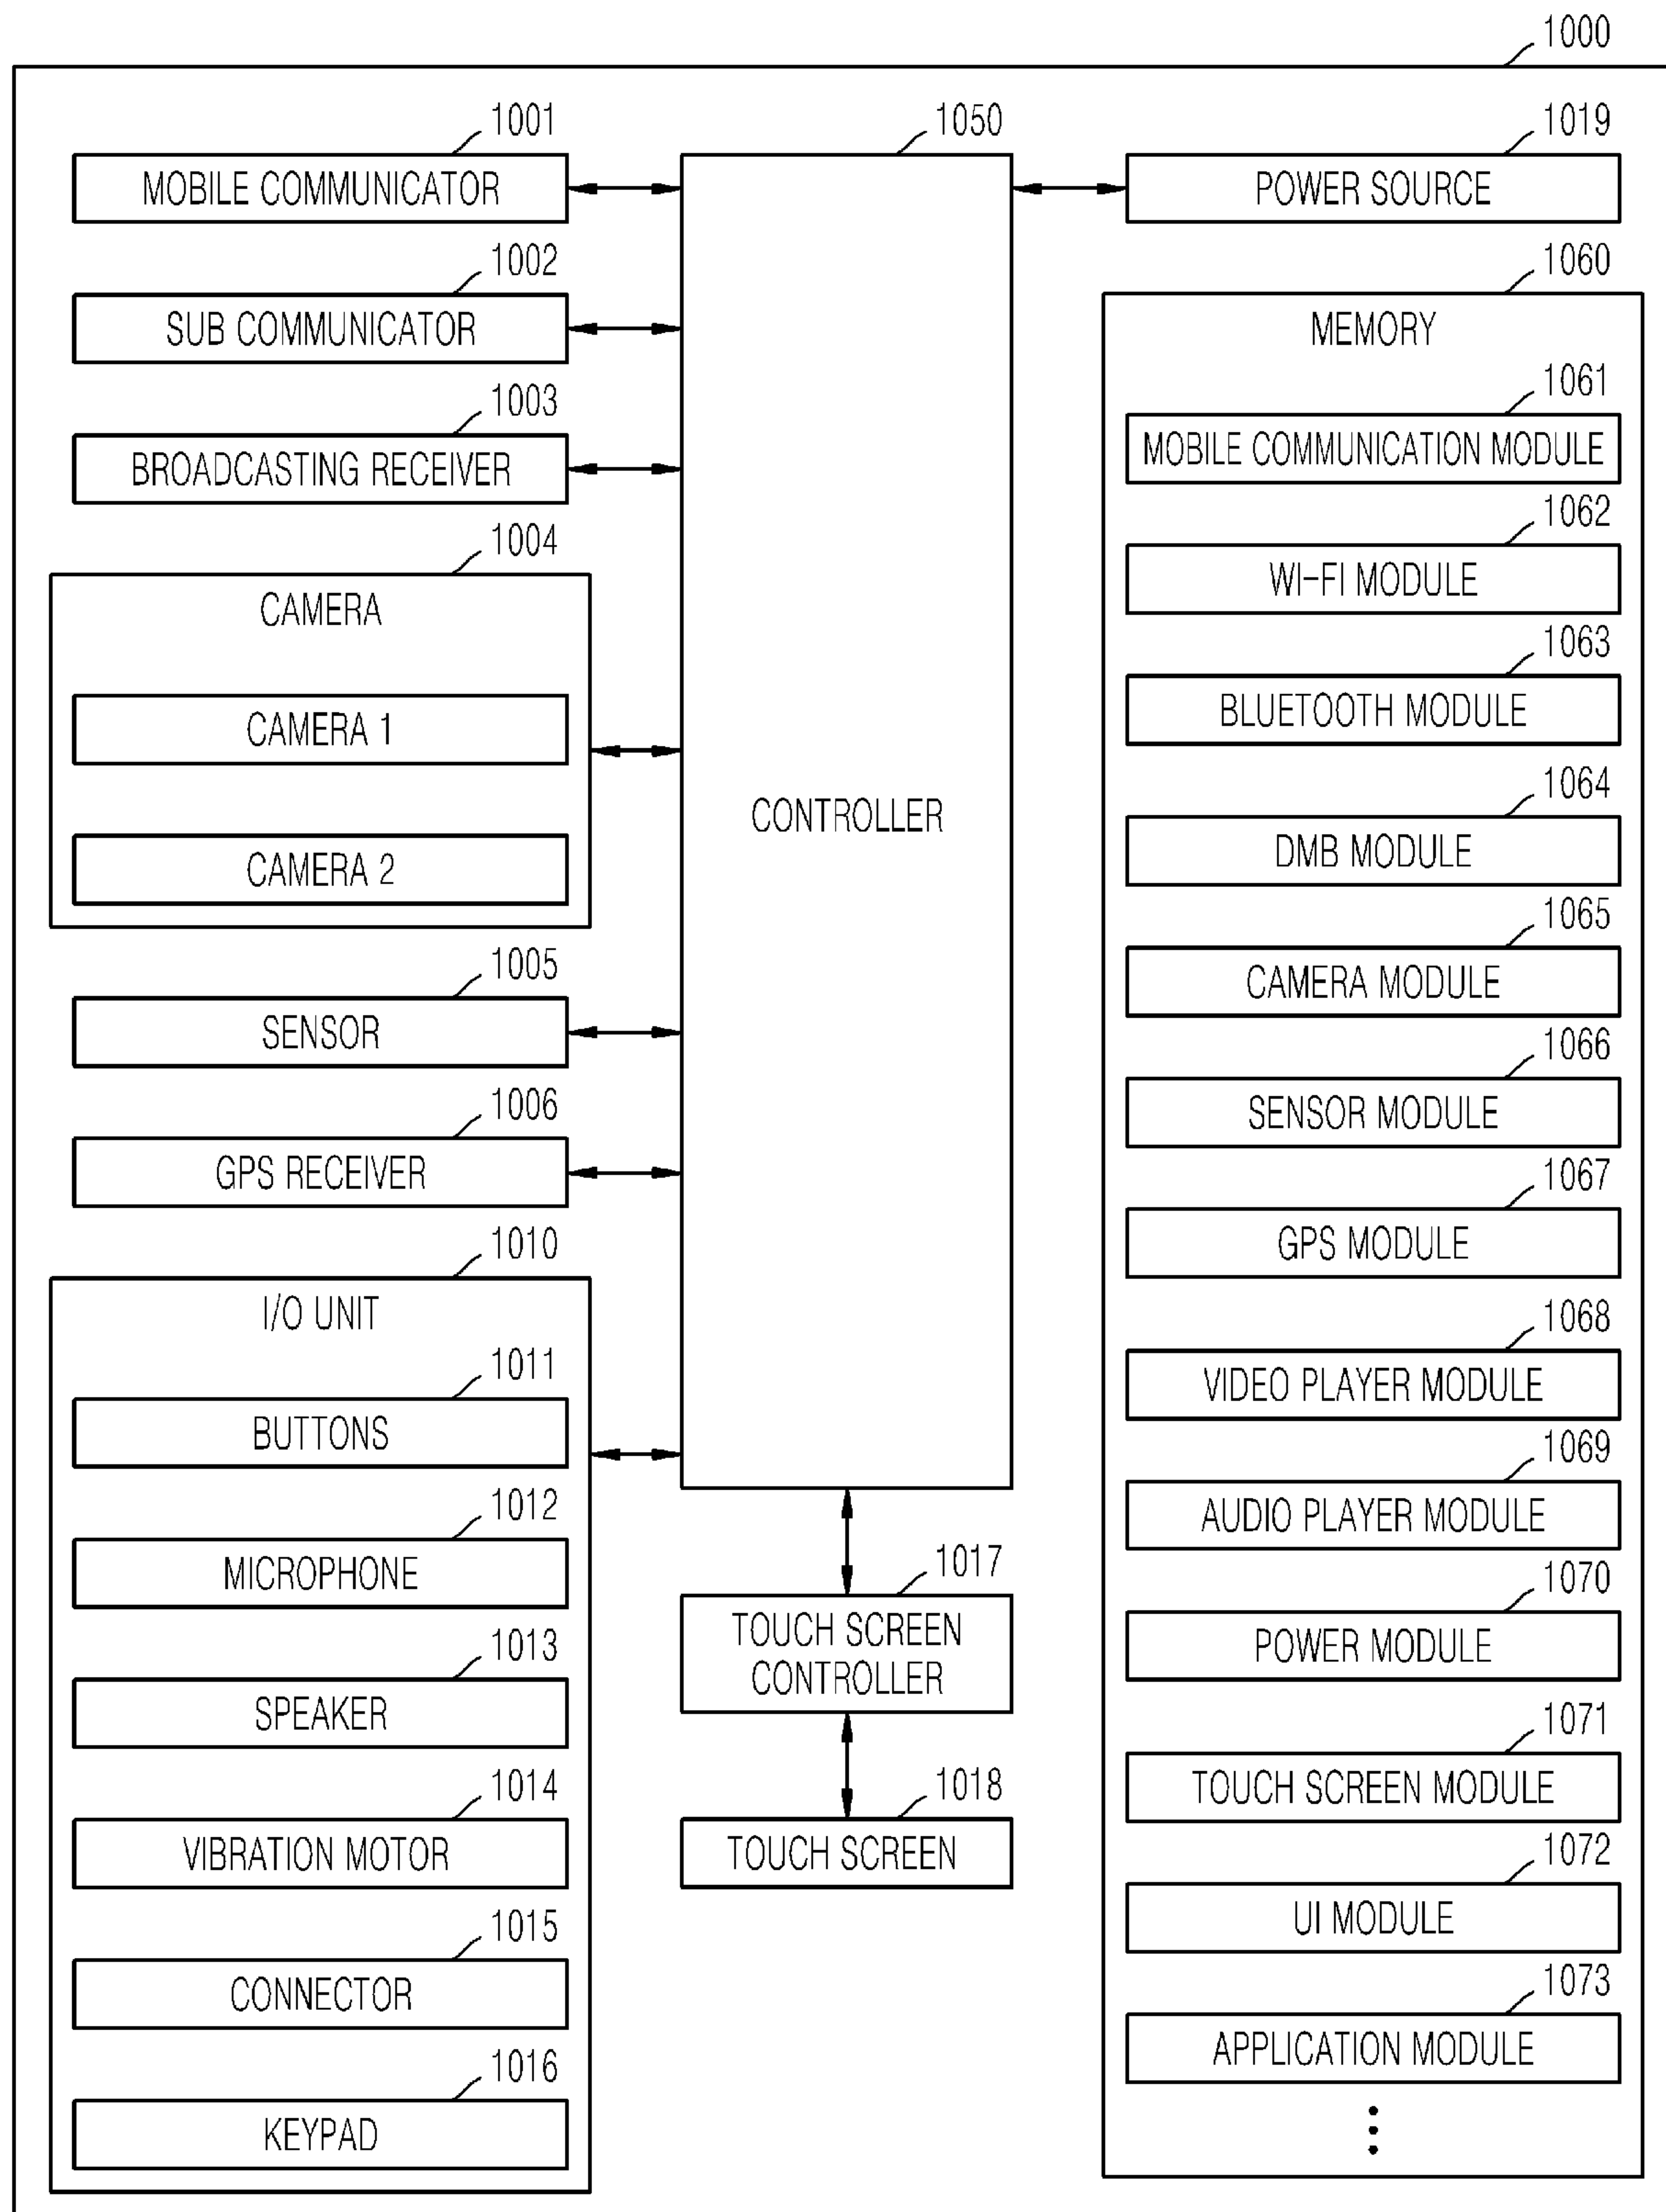 1000
1001
MOBILE COMMUNICATOR
1002
SUB COMMUNICATOR
1003
BROADCASTING RECEIVER
1004
CAMERA
CAMERA 1
CAMERA 2
1005
SENSOR
1006
GPS RECEIVER
1010
I/O UNIT
1011
BUTTONS
1012
MICROPHONE
1013
SPEAKER
1014
VIBRATION MOTOR
1015
CONNECTOR
1016
KEYPAD
1050
CONTROLLER
1017
TOUCH SCREEN
CONTROLLER
1018
TOUCH SCREEN
1019
POWER SOURCE
1060
MEMORY
1061
MOBILE COMMUNICATION MODULE
1062
WI-FI MODULE
1063
BLUETOOTH MODULE
1064
DMB MODULE
1065
CAMERA MODULE
1066
SENSOR MODULE
1067
GPS MODULE
1068
VIDEO PLAYER MODULE
1069
AUDIO PLAYER MODULE
1070
POWER MODULE
1071
TOUCH SCREEN MODULE
1072
UI MODULE
1073
APPLICATION MODULE